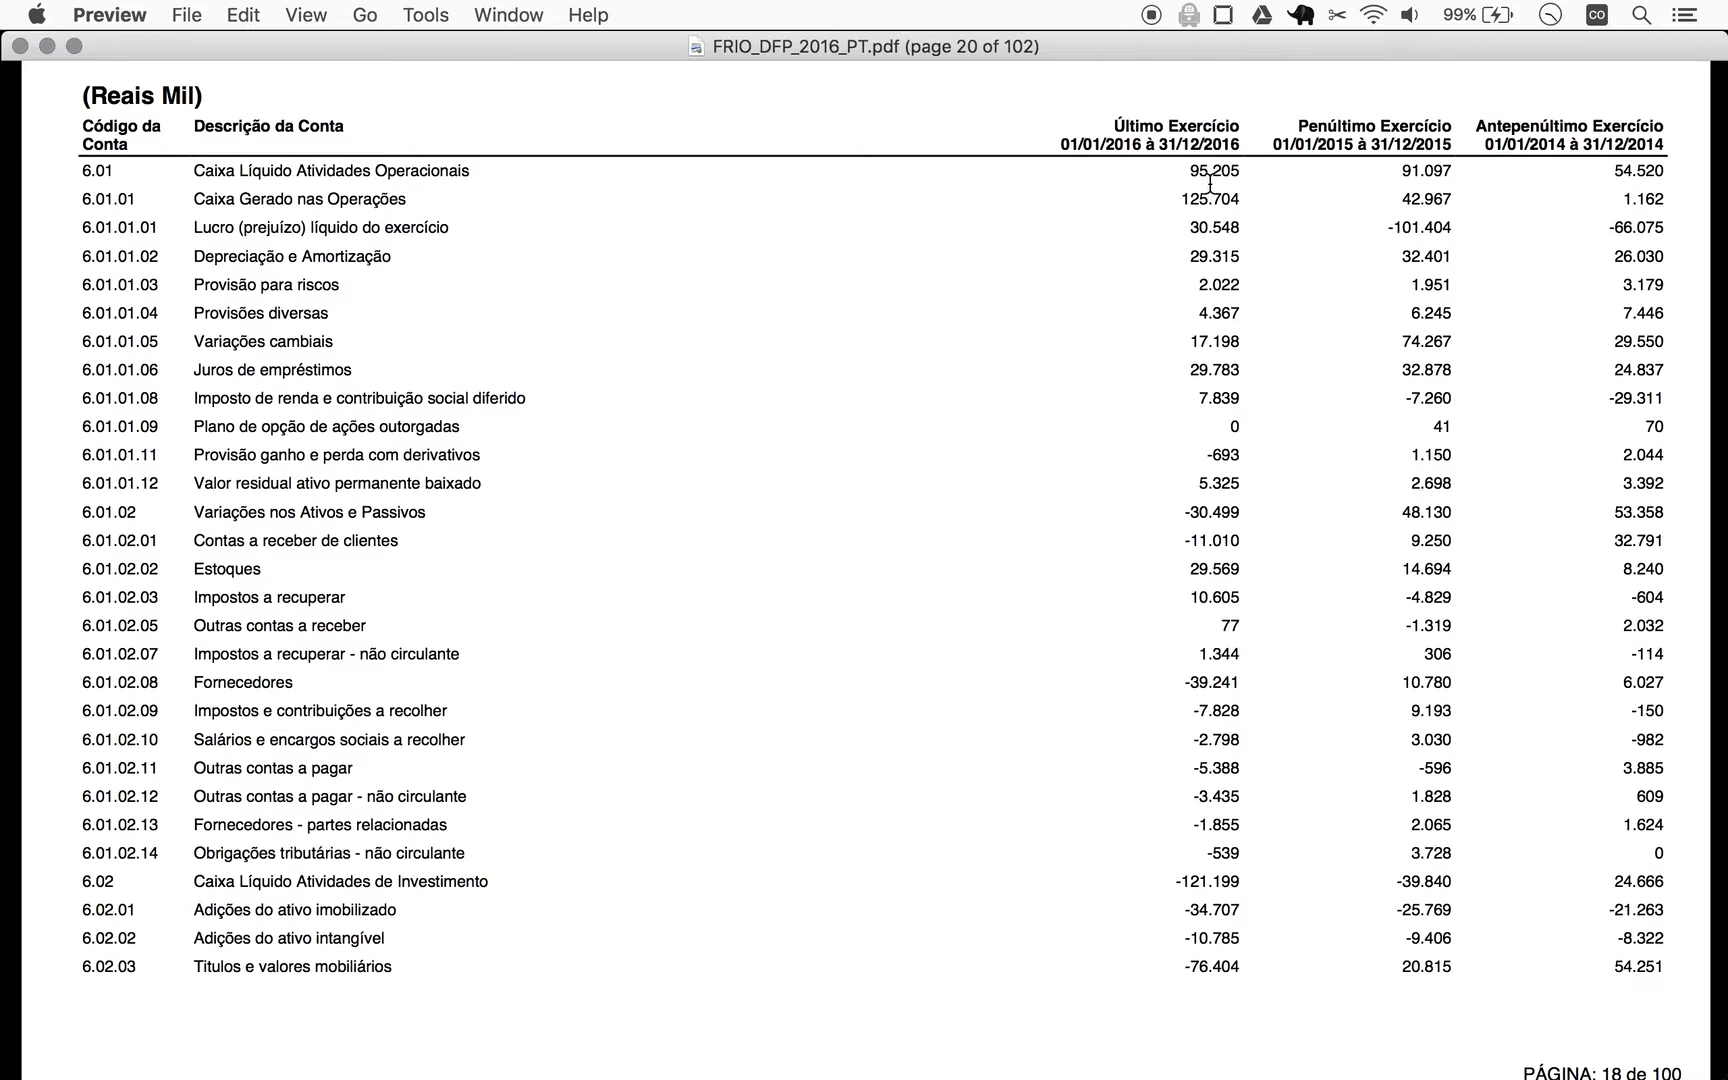 Preview File Edit View Go Tools Window Help 99% CO
FRIO_DFP_2016_PT.pdf (page 20 of 102)
(Reais Mil)
Código da Conta Descrição da Conta Último Exercício 01/01/2016 à 31/12/2016 Penúltimo Exercício 01/01/2015 à 31/12/2015 Antepenúltimo Exercício 01/01/2014 à 31/12/2014
6.01 Caixa Líquido Atividades Operacionais 95.205 91.097 54.520
6.01.01 Caixa Gerado nas Operações 125.704 42.967 1.162
6.01.01.01 Lucro (prejuízo) líquido do exercício 30.548 -101.404 -66.075
6.01.01.02 Depreciação e Amortização 29.315 32.401 26.030
6.01.01.03 Provisão para riscos 2.022 1.951 3.179
6.01.01.04 Provisões diversas 4.367 6.245 7.446
6.01.01.05 Variações cambiais 17.198 74.267 29.550
6.01.01.06 Juros de empréstimos 29.783 32.878 24.837
6.01.01.08 Imposto de renda e contribuição social diferido 7.839 -7.260 -29.311
6.01.01.09 Plano de opção de ações outorgadas 0 41 70
6.01.01.11 Provisão ganho e perda com derivativos -693 1.150 2.044
6.01.01.12 Valor residual ativo permanente baixado 5.325 2.698 3.392
6.01.02 Variações nos Ativos e Passivos -30.499 48.130 53.358
6.01.02.01 Contas a receber de clientes -11.010 9.250 32.791
6.01.02.02 Estoques 29.569 14.694 8.240
6.01.02.03 Impostos a recuperar 10.605 -4.829 -604
6.01.02.05 Outras contas a receber 77 -1.319 2.032
6.01.02.07 Impostos a recuperar - não circulante 1.344 306 -114
6.01.02.08 Fornecedores -39.241 10.780 6.027
6.01.02.09 Impostos e contribuições a recolher -7.828 9.193 -150
6.01.02.10 Salários e encargos sociais a recolher -2.798 3.030 -982
6.01.02.11 Outras contas a pagar -5.388 -596 3.885
6.01.02.12 Outras contas a pagar - não circulante -3.435 1.828 609
6.01.02.13 Fornecedores - partes relacionadas -1.855 2.065 1.624
6.01.02.14 Obrigações tributárias - não circulante -539 3.728 0
6.02 Caixa Líquido Atividades de Investimento -121.199 -39.840 24.666
6.02.01 Adições do ativo imobilizado -34.707 -25.769 -21.263
6.02.02 Adições do ativo intangível -10.785 -9.406 -8.322
6.02.03 Titulos e valores mobiliários -76.404 20.815 54.251
PÁGINA: 18 de 100